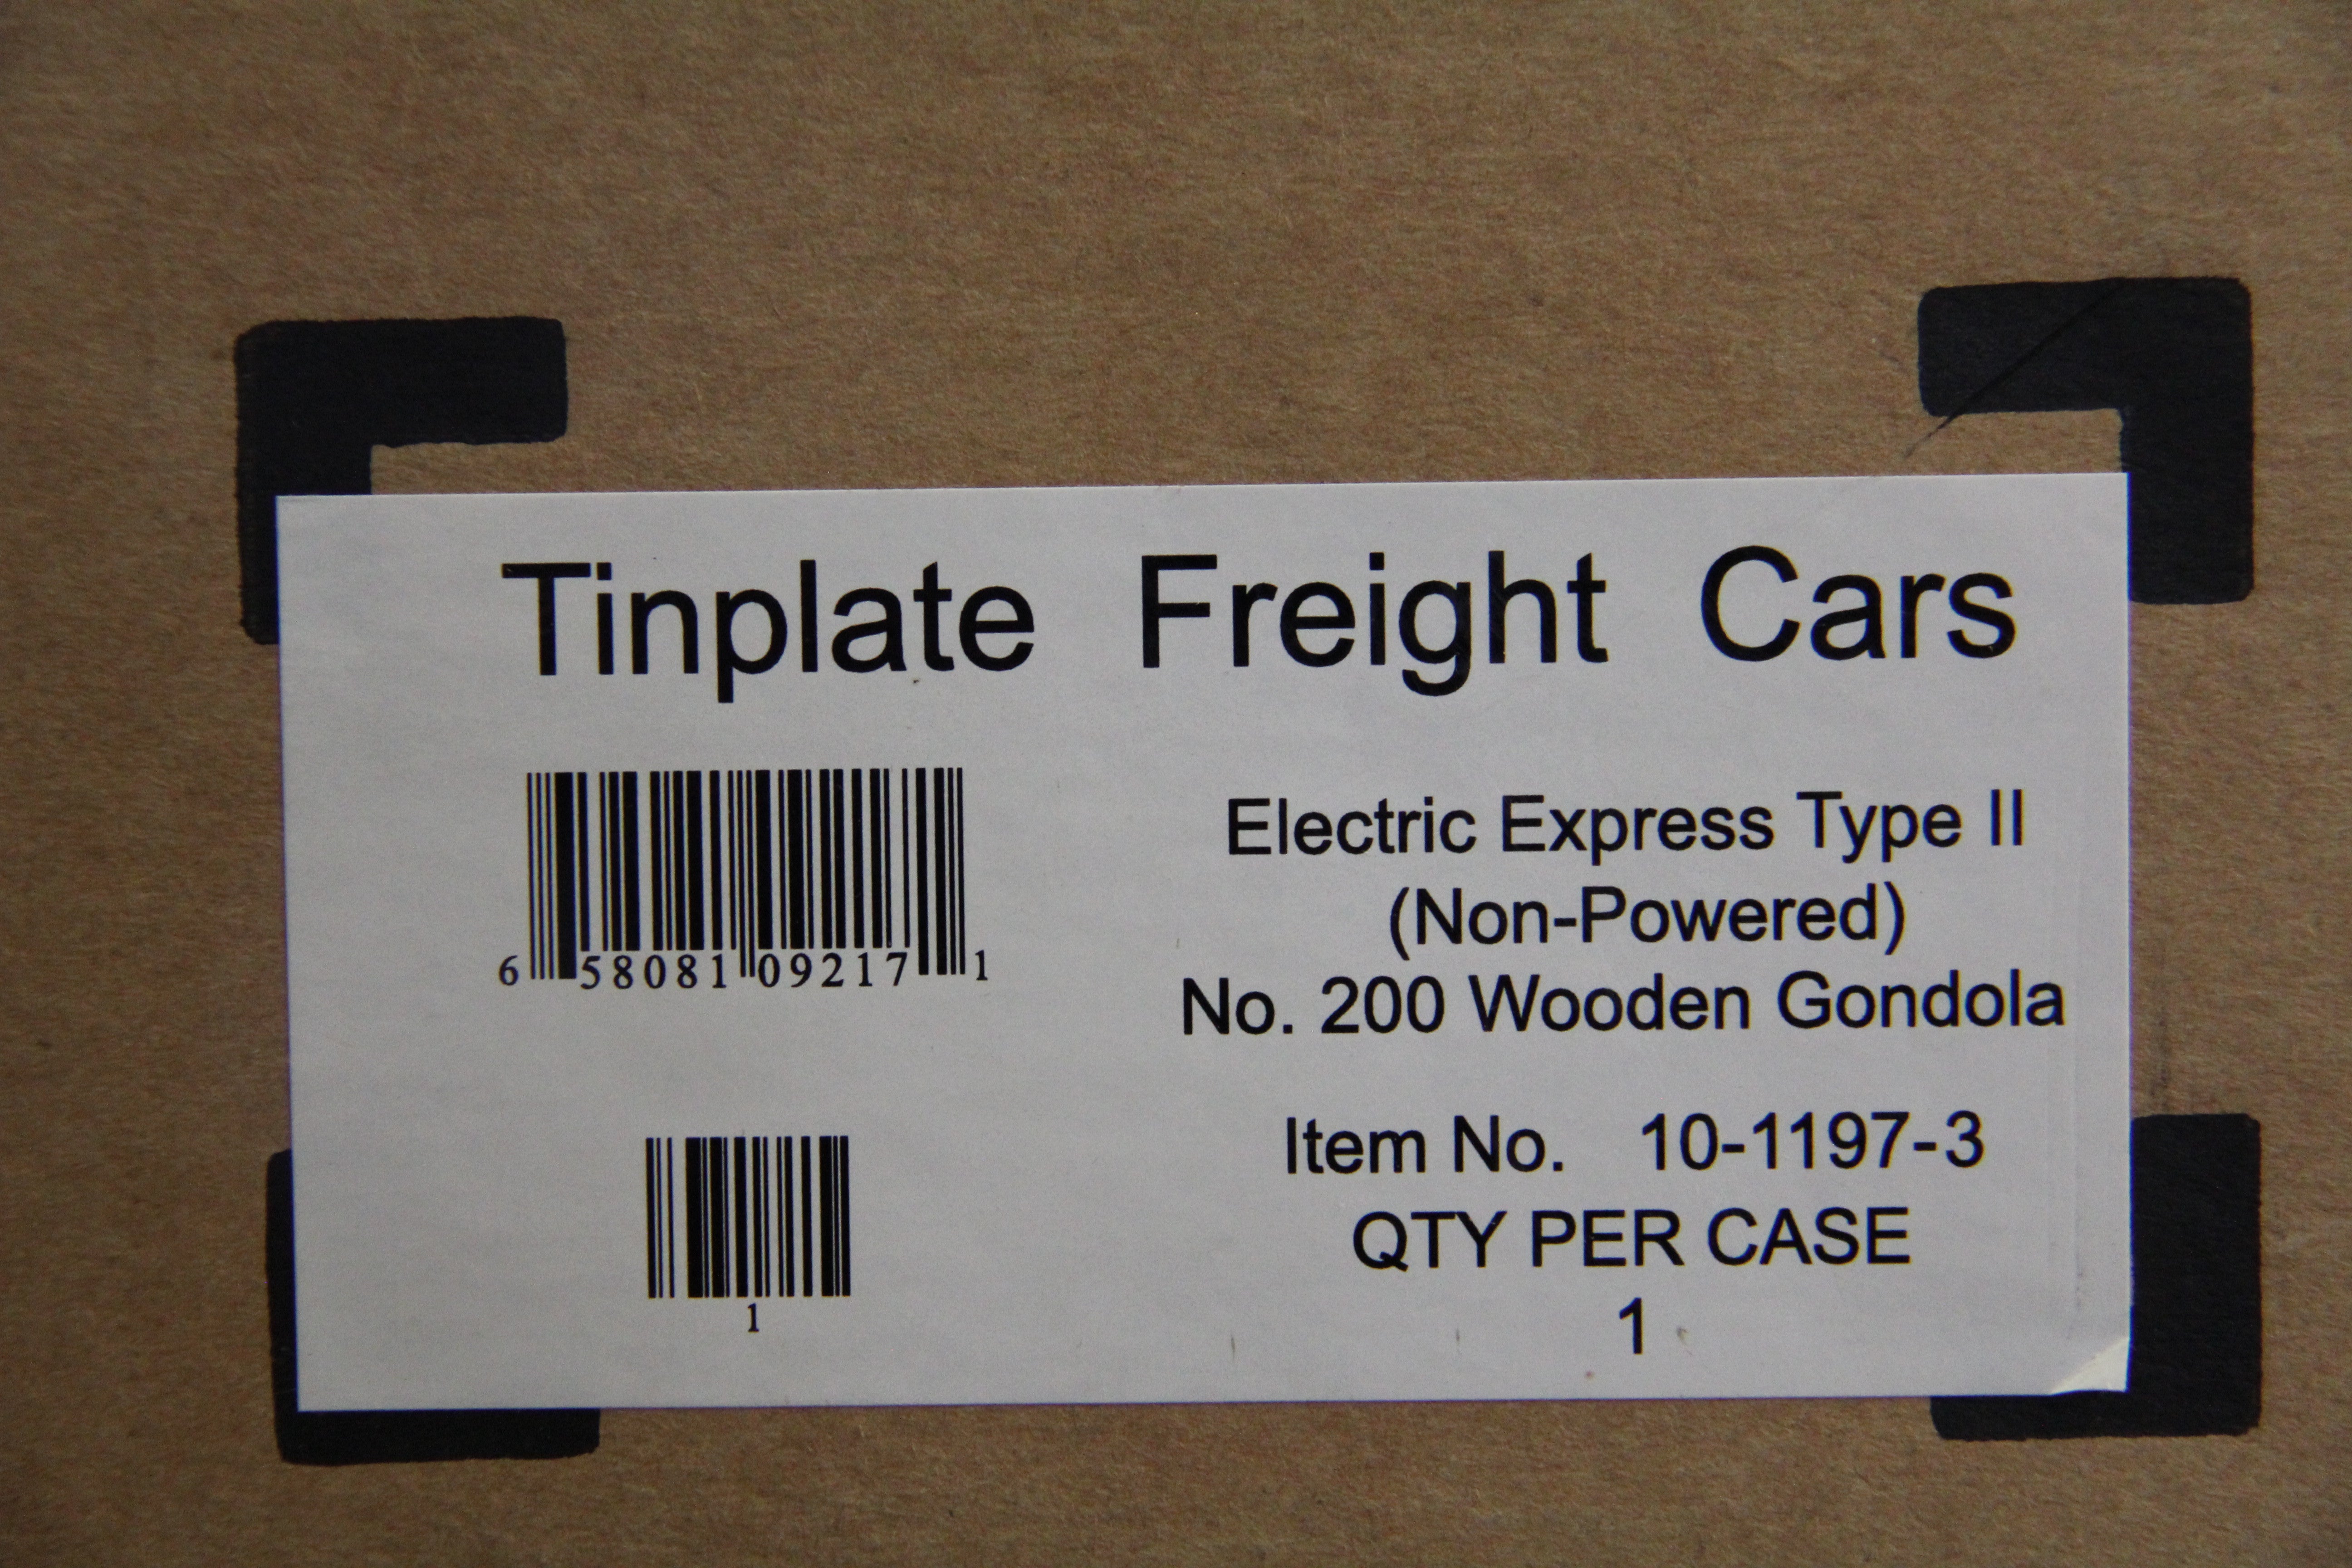 Tinplate Freight Cars
6 58081 09217 1
Electric Express Type II
(Non-Powered)
No. 200 Wooden Gondola
1
Item No. 10-1197-3
QTY PER CASE
1